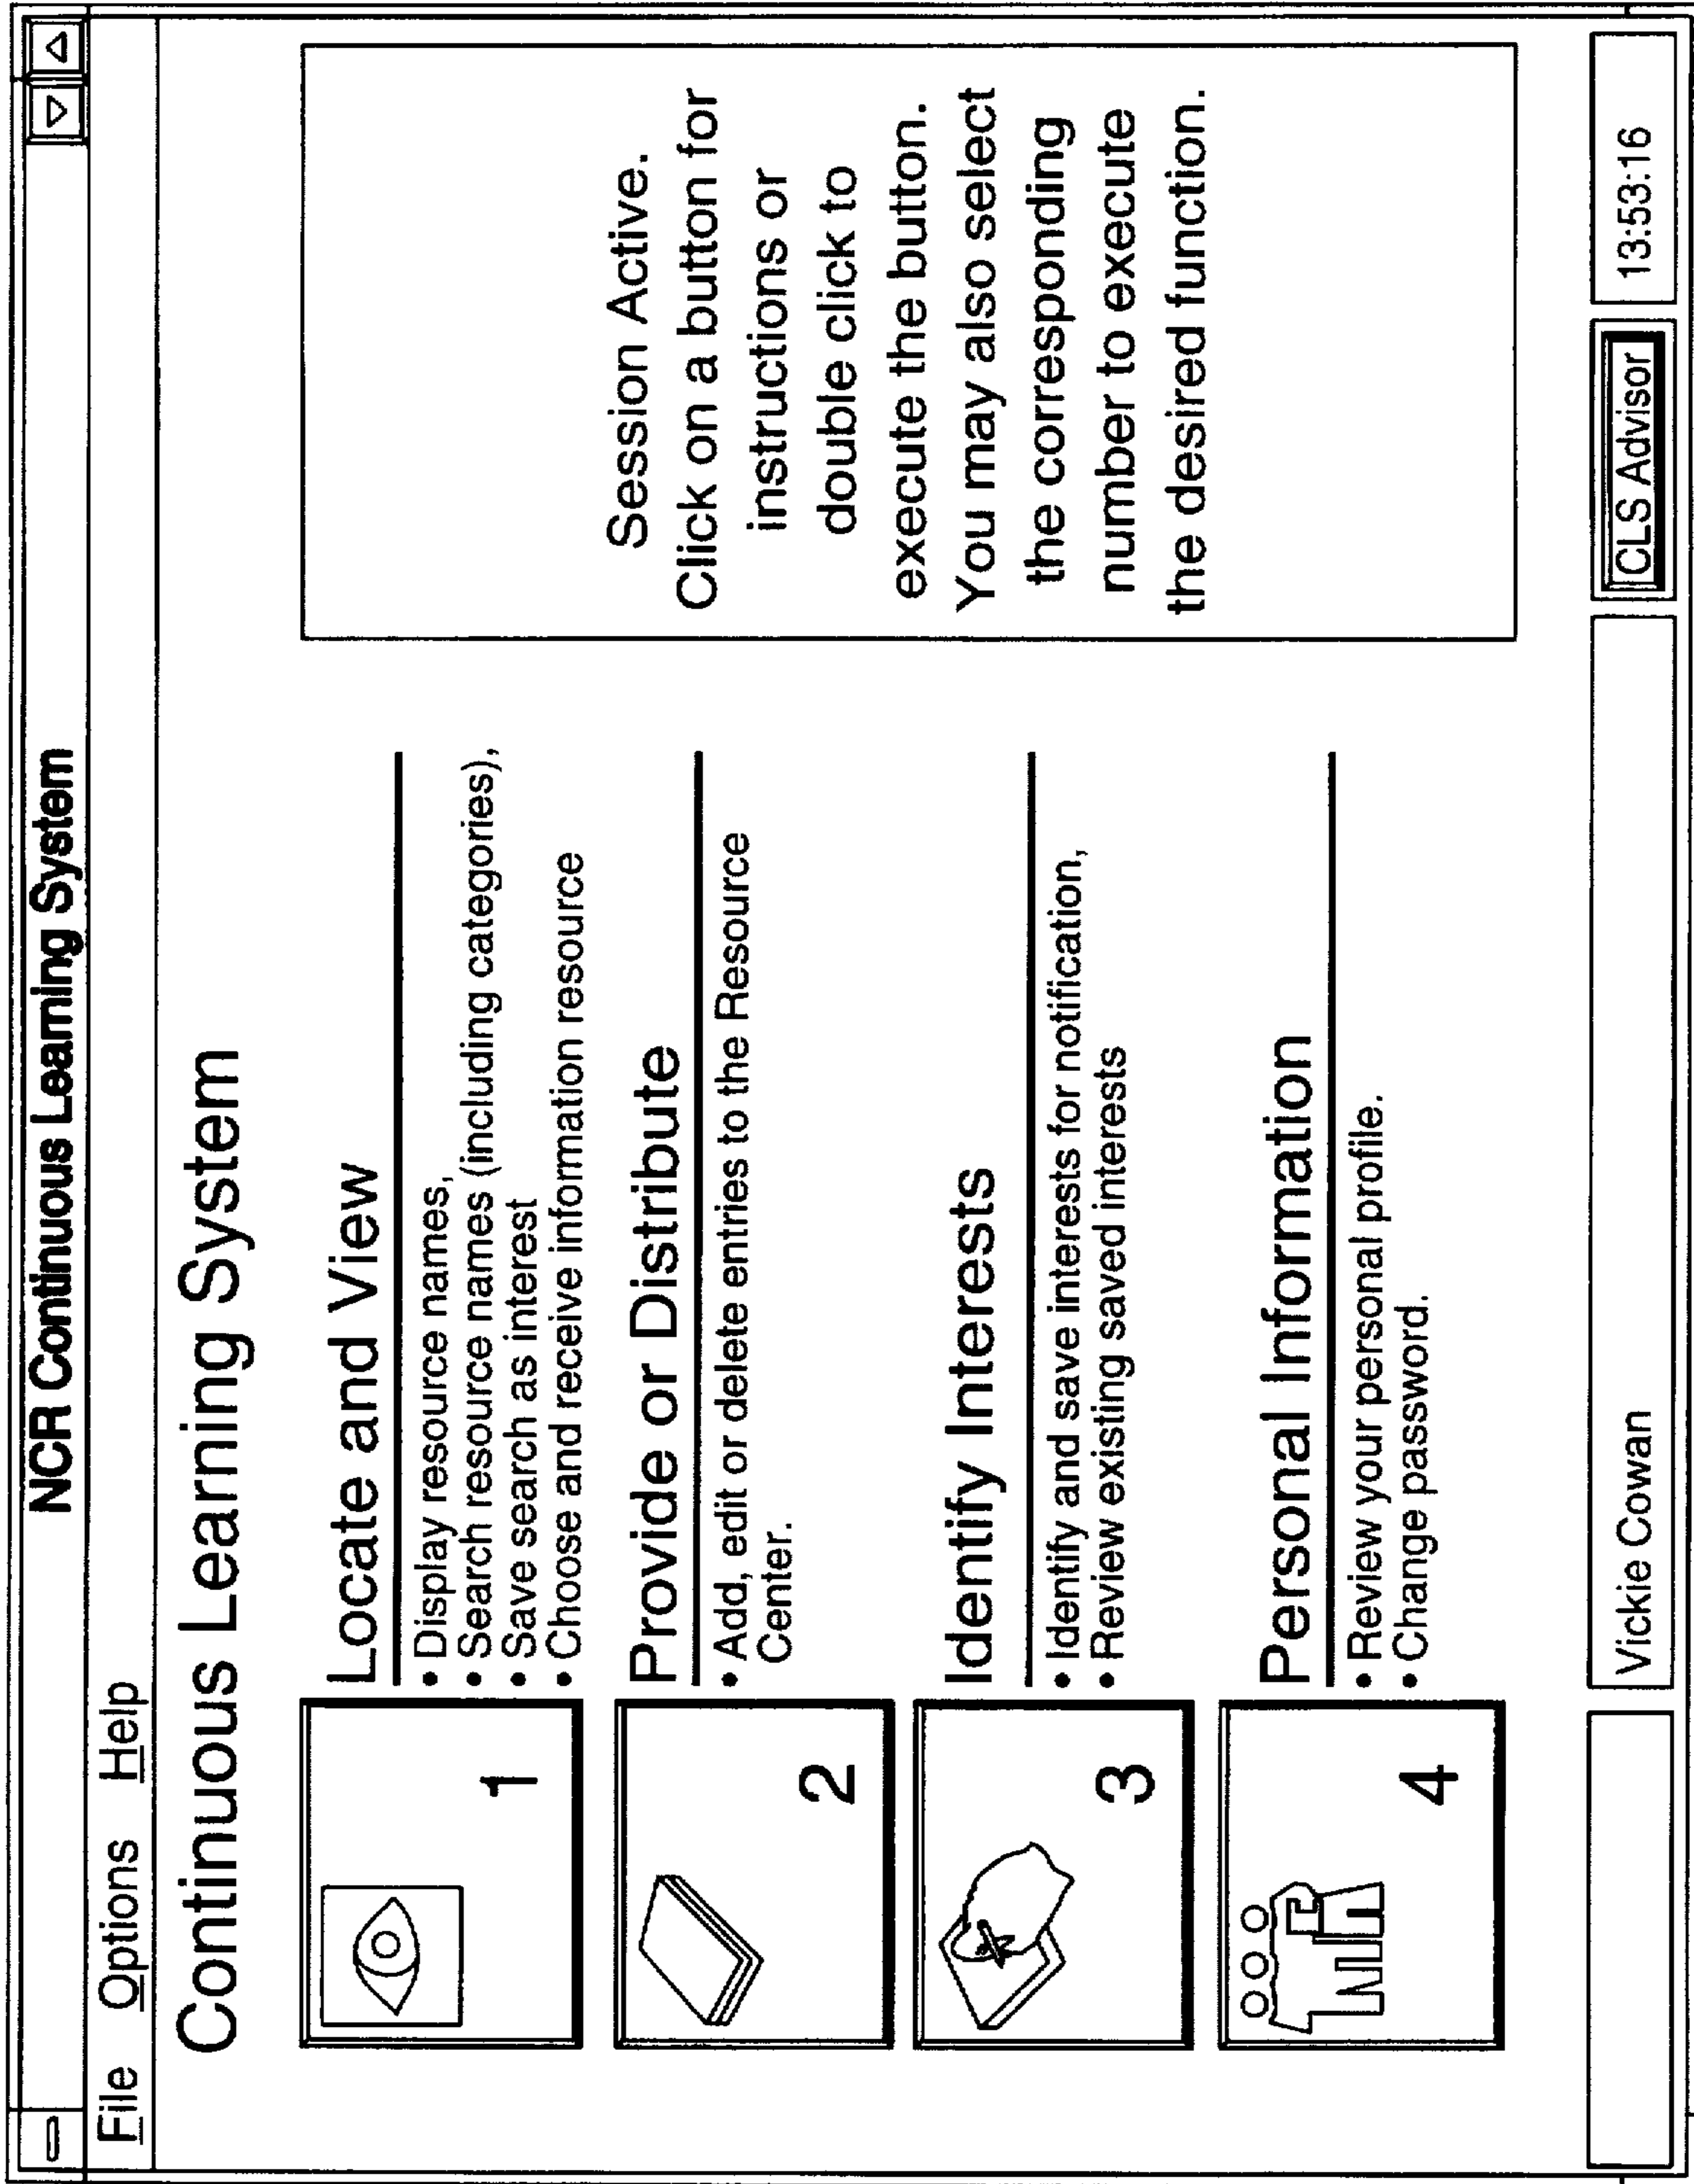 NCR Continuous Learning System
File Options Help
Continuous Learning System
1
Locate and View
• Display resource names,
• Search resource names (including categories),
• Save search as interest
• Choose and receive information resource
2
Provide or Distribute
• Add, edit or delete entries to the Resource
Center.
3
Identify Interests
• Identify and save interests for notification,
• Review existing saved interests
4
Personal Information
• Review your personal profile.
• Change password.
Session Active.
Click on a button for
instructions or
double click to
execute the button.
You may also select
the corresponding
number to execute
the desired function.
Vickie Cowan
CLS Advisor
13:53:16